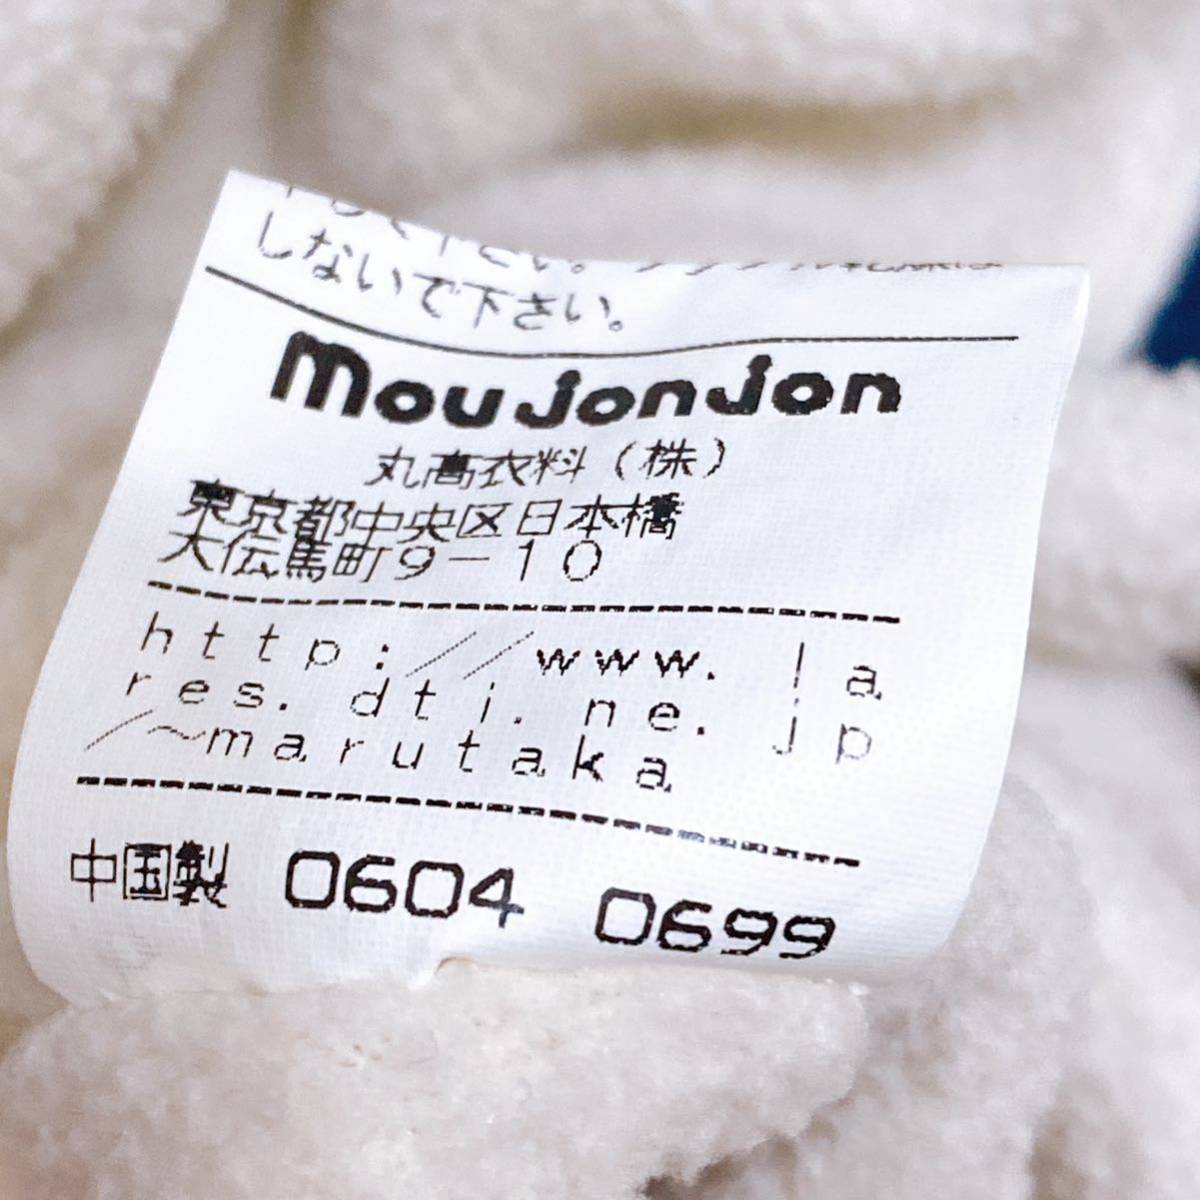 しないで下さい。
moujonjon
丸高衣料（株）
東京都中央区日本橋
大伝馬町9－10
http://www.la
res.dti.ne.jp
/～marutaka
中国製 0604 0699